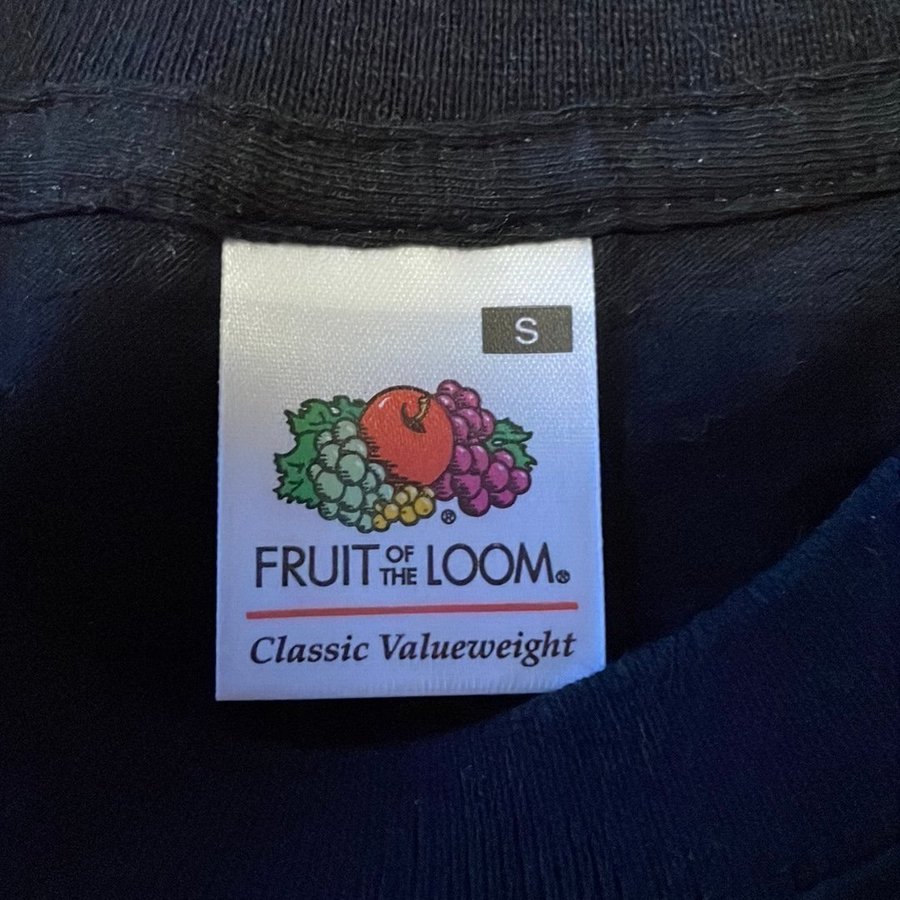 S
®
FRUIT OF THE LOOM®
Classic Valueweight